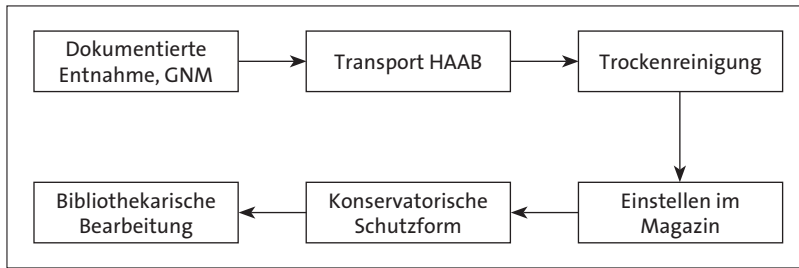 Dokumentierte
Entnahme, GNM
Transport HAAB
Trockenreinigung
Einstellen im
Magazin
Konservatorische
Schutzform
Bibliothekarische
Bearbeitung